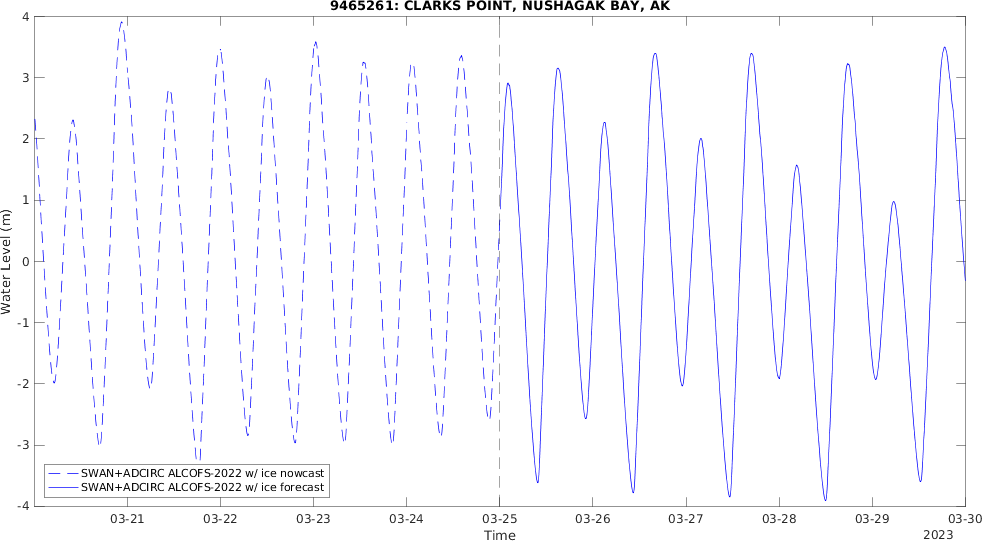 9465261: CLARKS POINT, NUSHAGAK BAY, AK
Water Level (m)
4
3
2
1
0
-1
-2
-3
-4
SWAN+ADCIRC ALCOFS-2022 w/ ice nowcast
SWAN+ADCIRC ALCOFS-2022 w/ ice forecast
03-21 03-22 03-23 03-24 03-25 03-26 03-27 03-28 03-29 03-30
Time
2023